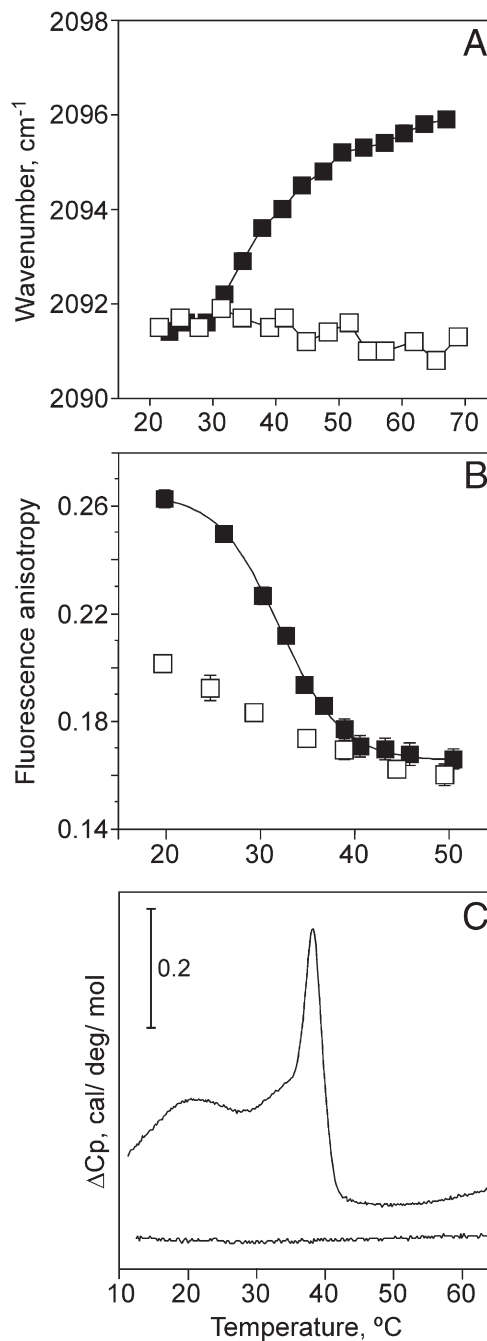 A
Wavenumber, cm-1
2098
2096
2094
2092
2090
20 30 40 50 60 70
B
Fluorescence anisotropy
0.26
0.22
0.18
0.14
20 30 40 50
C
ΔCp, cal/ deg/ mol
0.2
10 20 30 40 50 60
Temperature, ºC